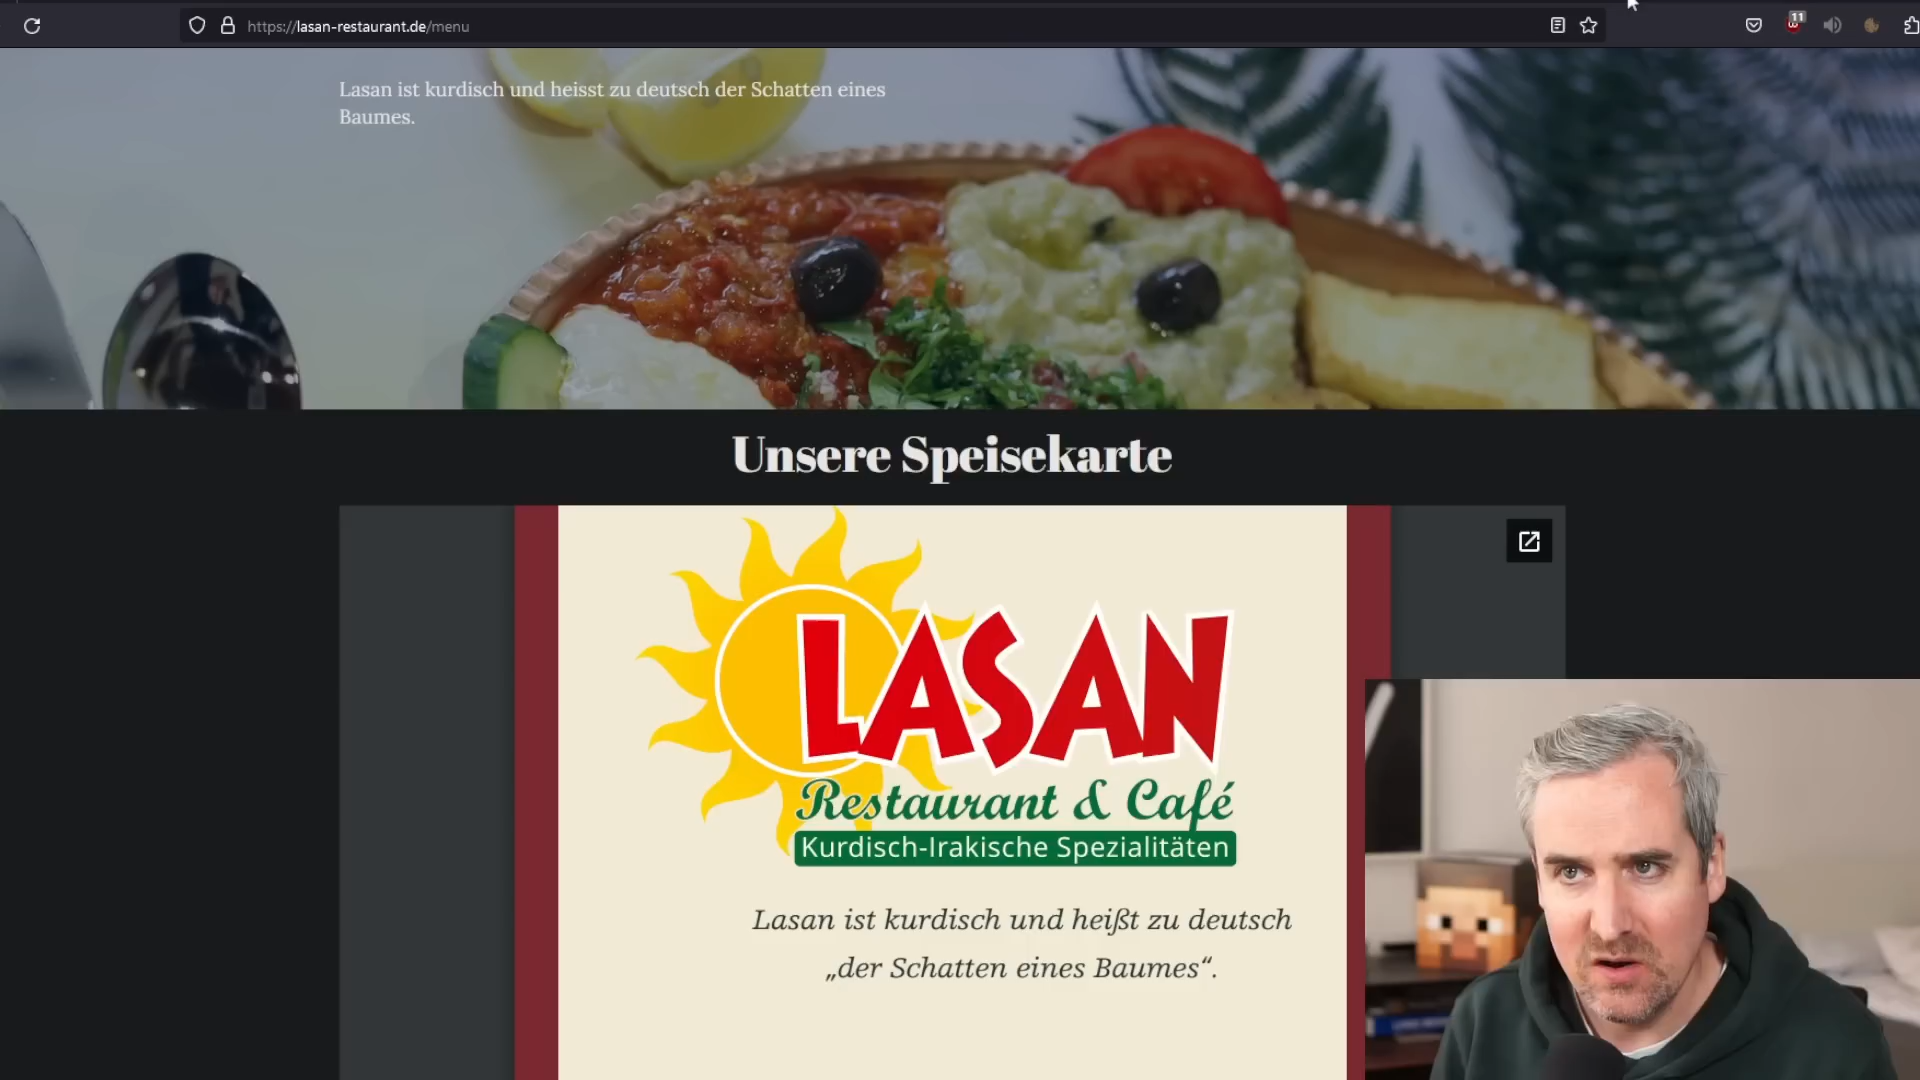 https://lasan-restaurant.de/menu
11
Lasan ist kurdisch und heisst zu deutsch der Schatten eines
Baumes.
Unsere Speisekarte
LASAN
Restaurant & Café
Kurdisch-Irakische Spezialitäten
Lasan ist kurdisch und heißt zu deutsch
„der Schatten eines Baumes“.